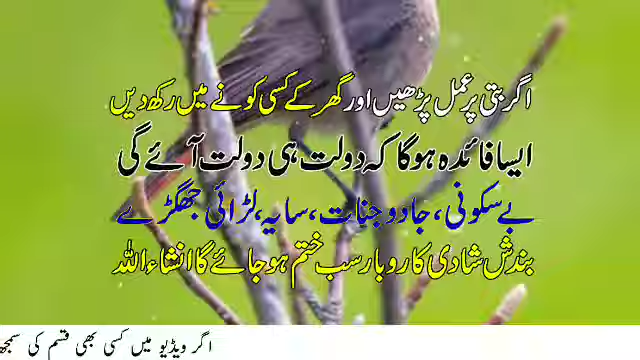 اگر بتی پر عمل پڑھیں اور گھر کے کسی کونے میں رکھ دیں
ایسا فائدہ ہوگا کہ دولت ہی دولت آئے گی
بے سکونی، جادو جنات، سایہ، لڑائی جھگڑے
بندش شادی کاروبار سب ختم ہو جائے گا انشاء اللہ
اگر ویڈیو میں کسی بھی قسم کی سمجھ